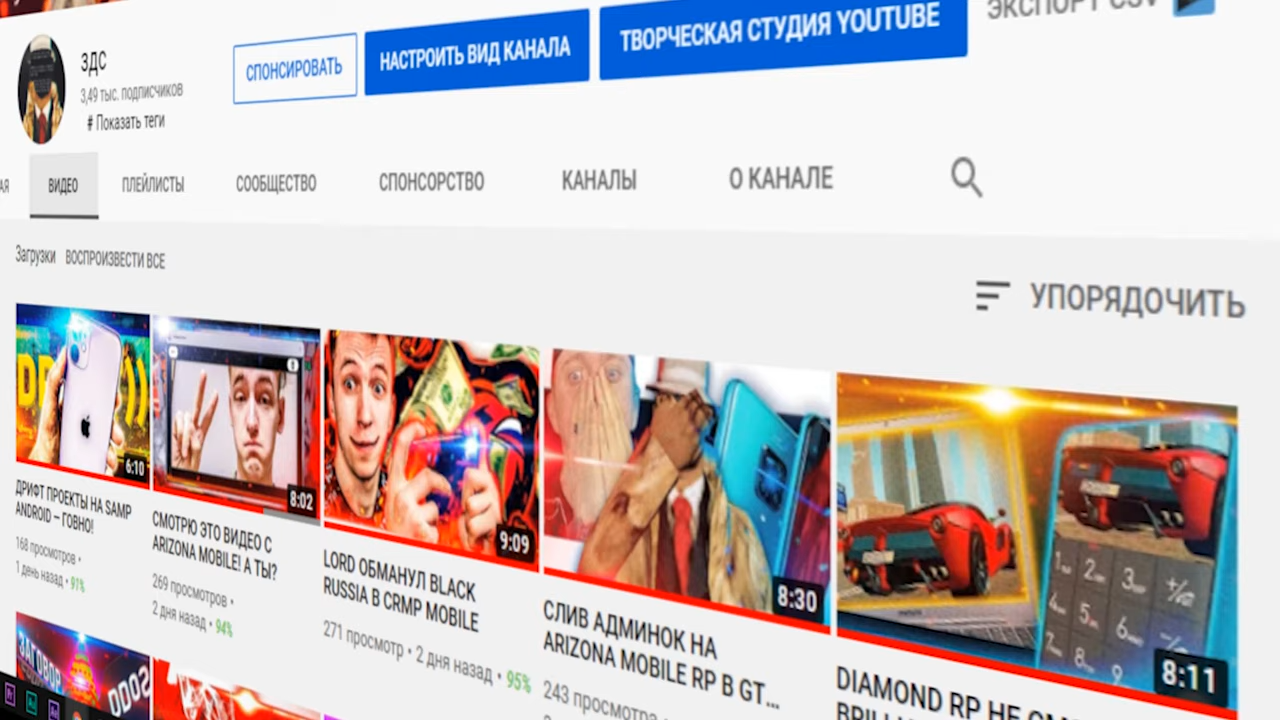 ЗДС
3,49 тыс. подписчиков
# Показать теги
СПОНСИРОВАТЬ
НАСТРОИТЬ ВИД КАНАЛА
ТВОРЧЕСКАЯ СТУДИЯ YOUTUBE
ЭКСПОРТ CSV
ВИДЕО
ПЛЕЙЛИСТЫ
СООБЩЕСТВО
СПОНСОРСТВО
КАНАЛЫ
О КАНАЛЕ
Загрузки ВОСПРОИЗВЕСТИ ВСЕ
УПОРЯДОЧИТЬ
6:10
ДРИФТ ПРОЕКТЫ НА SAMP
ANDROID – ГОВНО!
168 просмотров •
1 день назад • 91%
8:02
СМОТРЮ ЭТО ВИДЕО С
ARIZONA MOBILE! А ТЫ?
269 просмотров •
2 дня назад • 94%
9:09
LORD ОБМАНУЛ BLACK
RUSSIA В CRMP MOBILE
271 просмотр • 2 дня назад • 95%
8:30
СЛИВ АДМИНОК НА
ARIZONA MOBILE RP В GT...
243 просмотра
8:11
DIAMOND RP НЕ
ЗАГОВОР
DDOS